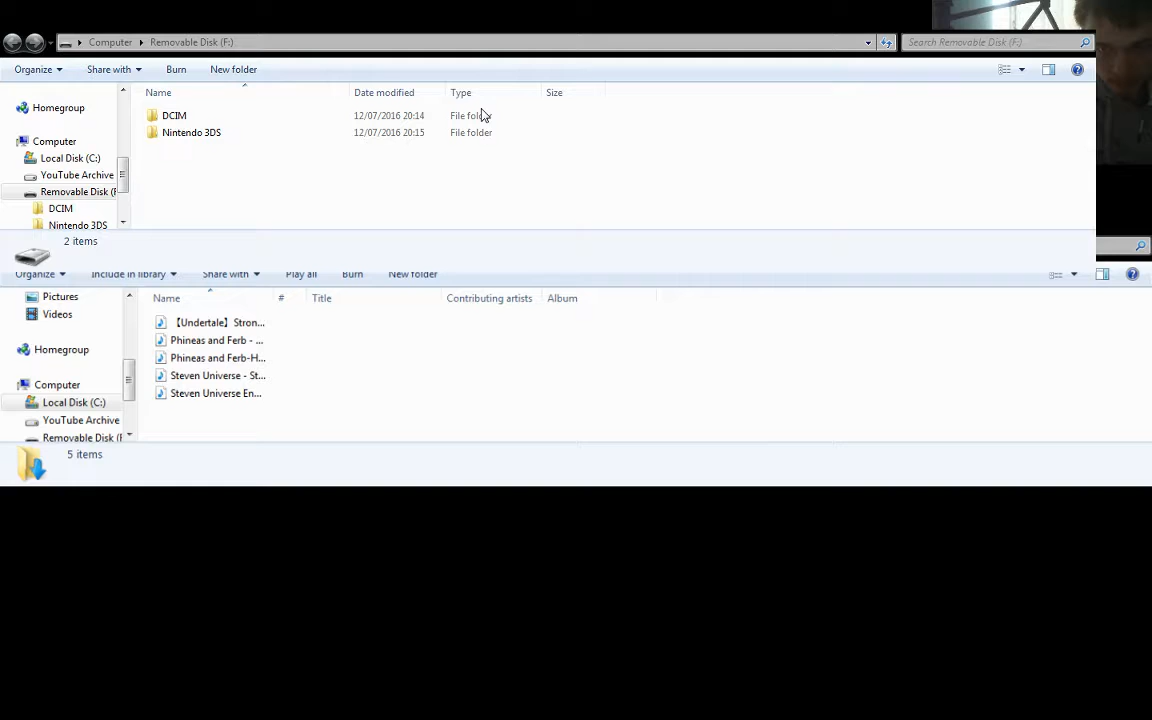 Computer Removable Disk (F:) Search Removable Disk (F:)
Organize Share with Burn New folder
Name Date modified Type Size
Homegroup
DCIM 12/07/2016 20:14 File folder
Nintendo 3DS 12/07/2016 20:15 File folder
Computer
Local Disk (C:)
YouTube Archive
Removable Disk (F
DCIM
Nintendo 3DS
2 items
Organize Include in library Share with Play all Burn New folder
Name # Title Contributing artists Album
Pictures
Videos
Homegroup
Computer
Local Disk (C:)
YouTube Archive
Removable Disk (F
【Undertale】Stron...
Phineas and Ferb - ...
Phineas and Ferb-H...
Steven Universe - St...
Steven Universe En...
5 items